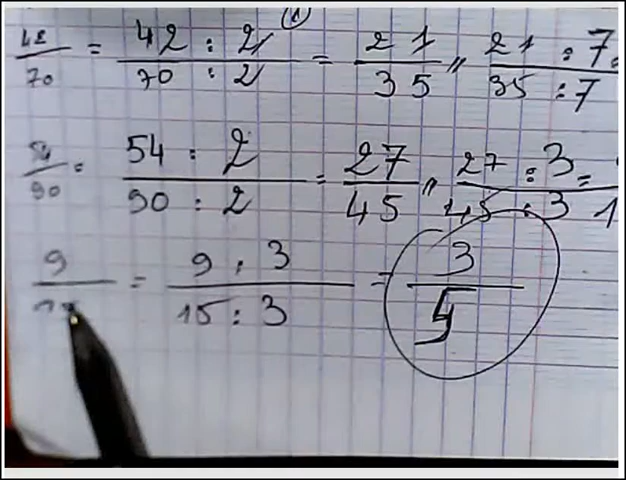 (1)
42/70 = 42 : 2 / 70 : 2 = 21/35 " 21 : 7 / 35 : 7
54/90 = 54 : 2 / 90 : 2 = 27/45 " 27 : 3 / 45 : 3 =
9 = 9 : 3 / 15 : 3 = 3/5